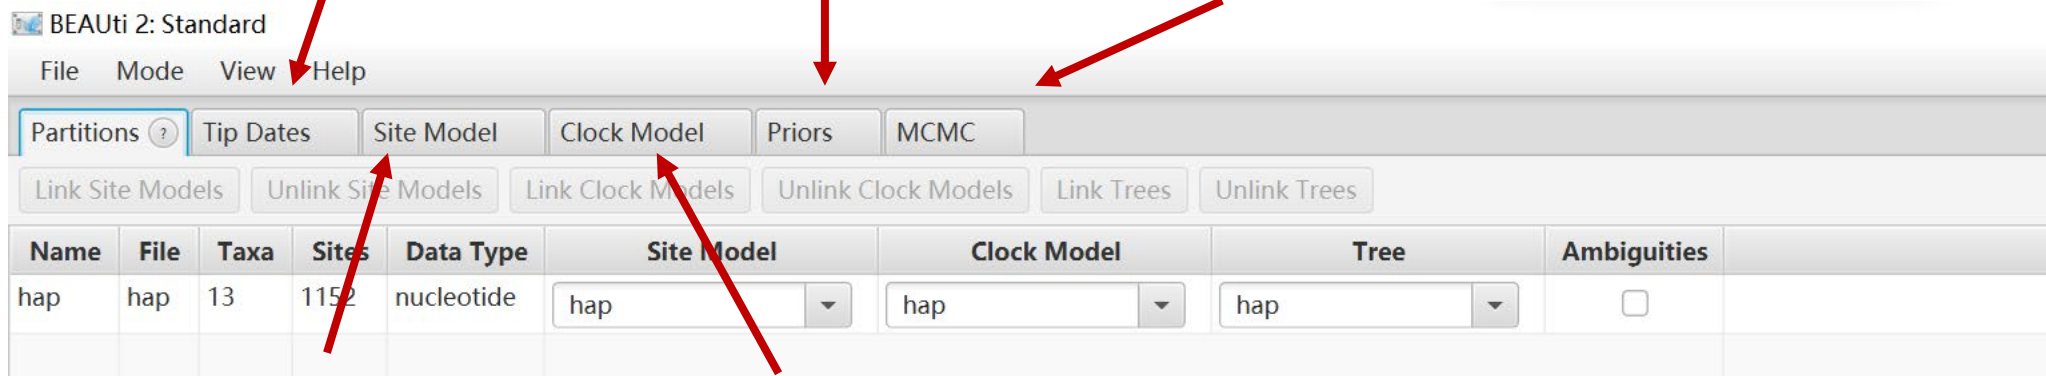 BEAUti 2: Standard
File Mode View Help
Partitions ? Tip Dates Site Model Clock Model Priors MCMC
Link Site Models Unlink Site Models Link Clock Models Unlink Clock Models Link Trees Unlink Trees
Name File Taxa Sites Data Type Site Model Clock Model Tree Ambiguities
hap hap 13 1152 nucleotide hap hap hap